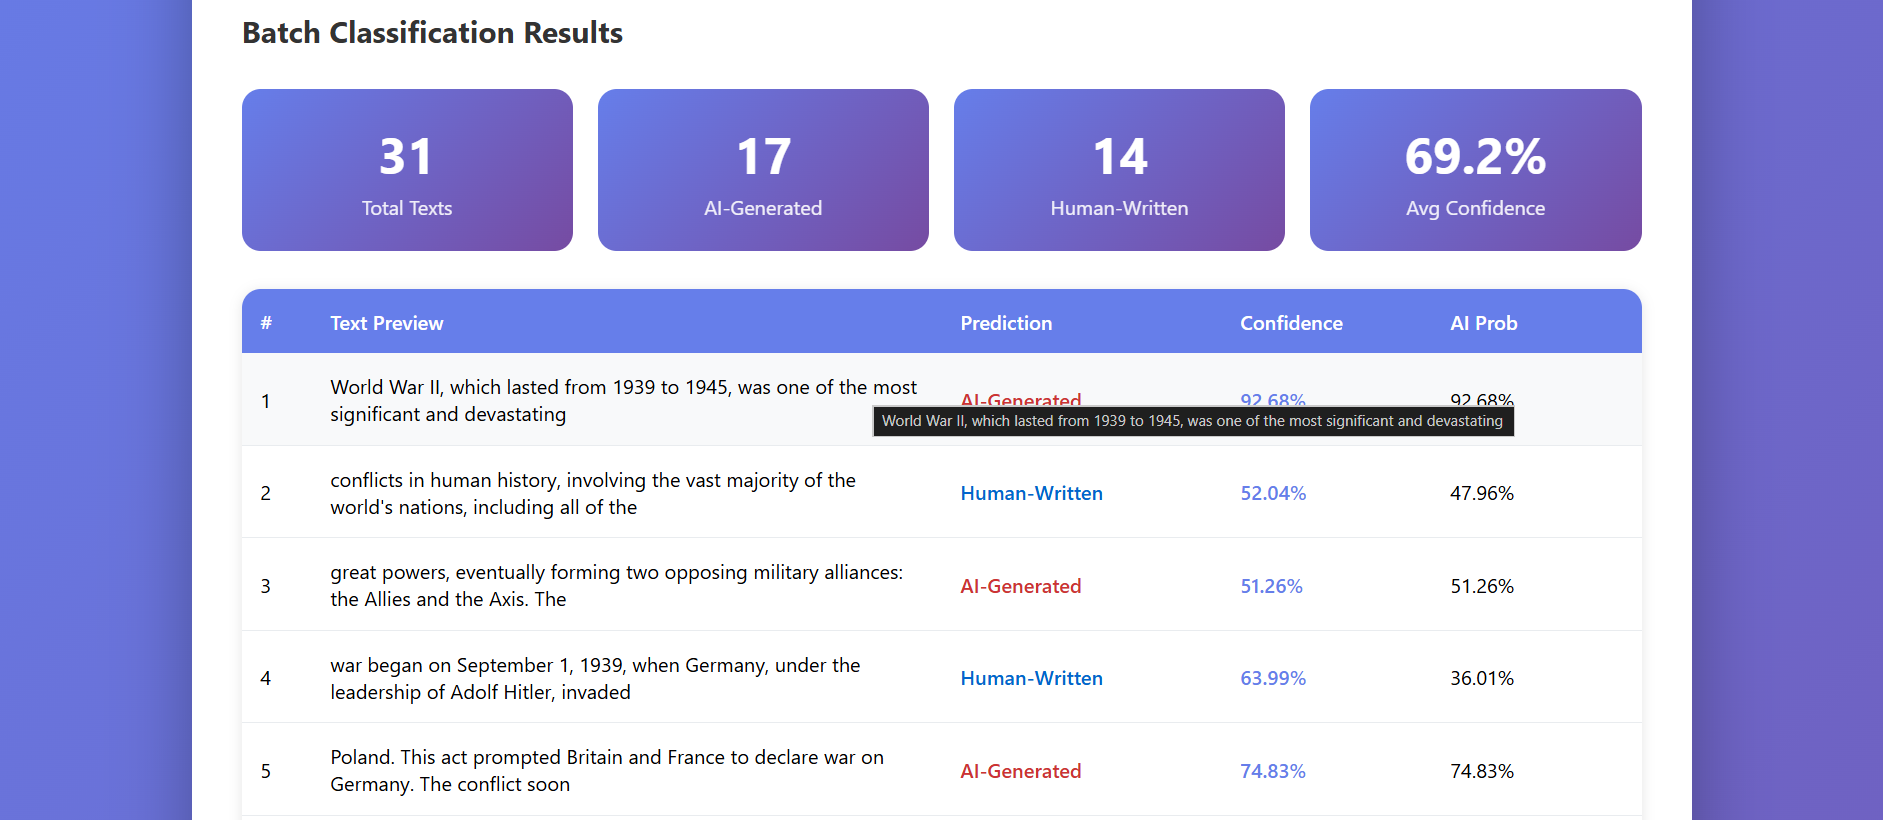 Batch Classification Results
31
Total Texts
17
AI-Generated
14
Human-Written
69.2%
Avg Confidence
# Text Preview Prediction Confidence AI Prob
1 World War II, which lasted from 1939 to 1945, was one of the most
significant and devastating AI-Generated 92.68% 92.68%
World War II, which lasted from 1939 to 1945, was one of the most significant and devastating
2 conflicts in human history, involving the vast majority of the
world's nations, including all of the Human-Written 52.04% 47.96%
3 great powers, eventually forming two opposing military alliances:
the Allies and the Axis. The AI-Generated 51.26% 51.26%
4 war began on September 1, 1939, when Germany, under the
leadership of Adolf Hitler, invaded Human-Written 63.99% 36.01%
5 Poland. This act prompted Britain and France to declare war on
Germany. The conflict soon AI-Generated 74.83% 74.83%